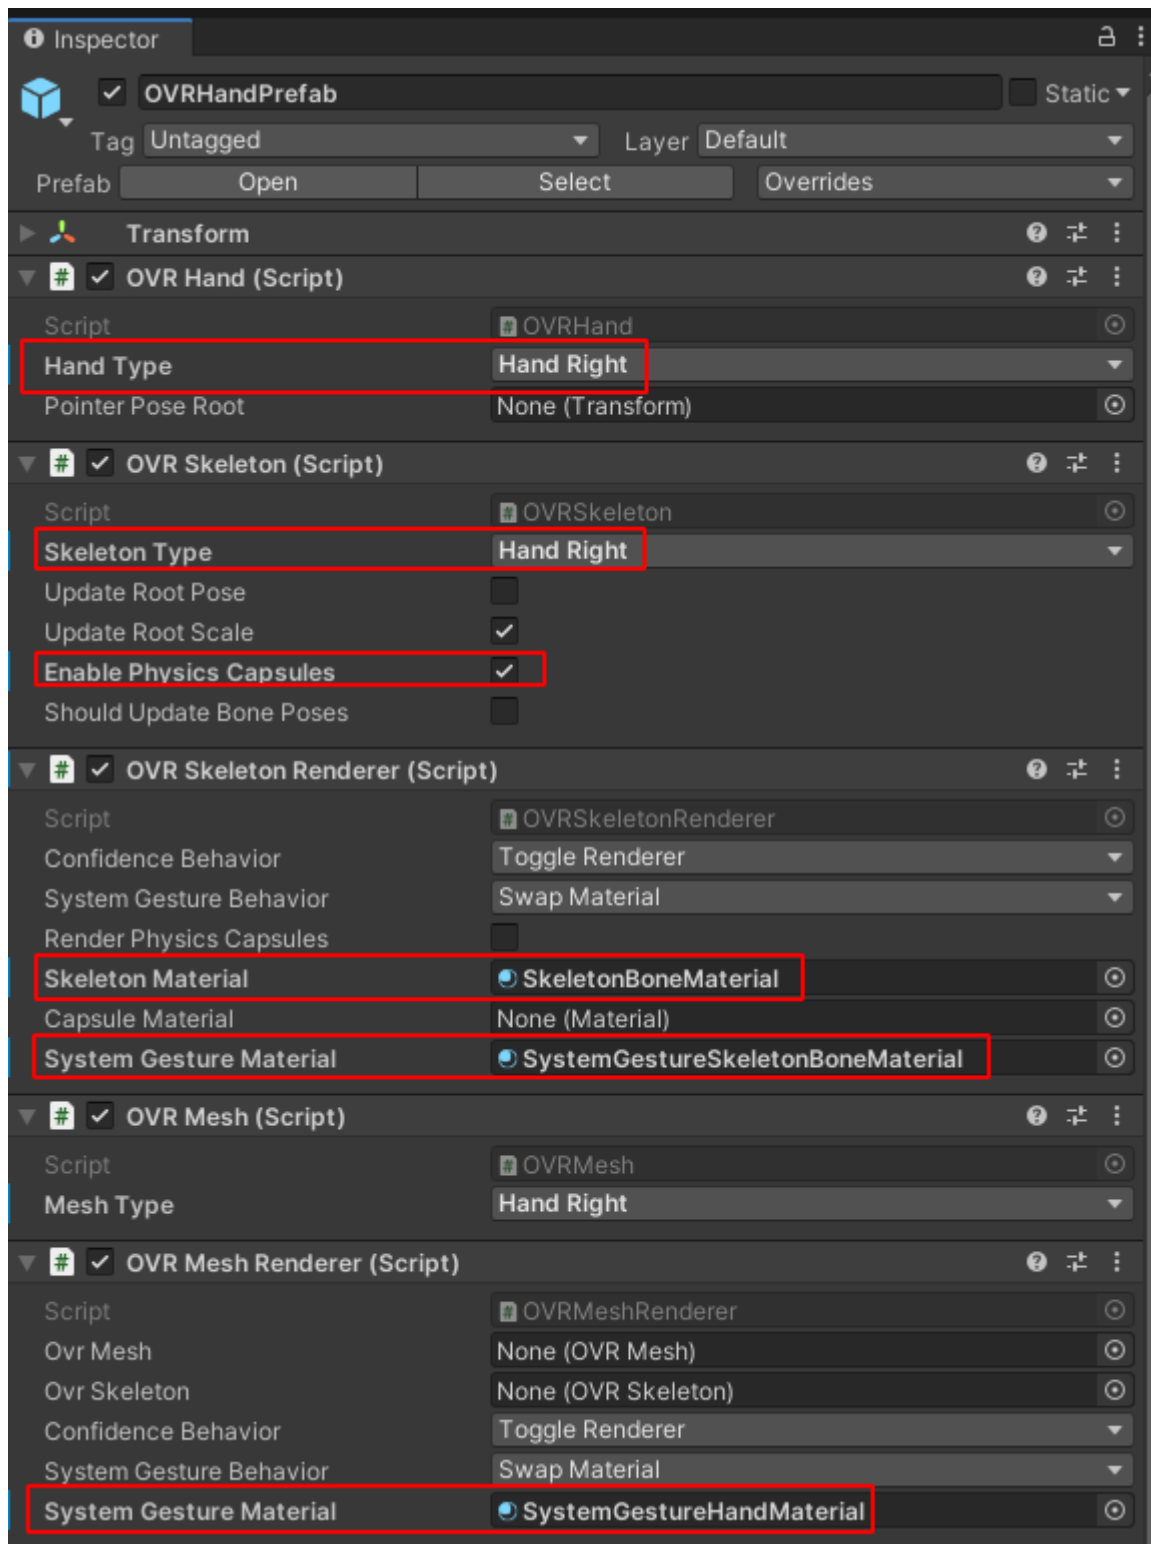 Inspector
OVRHandPrefab Static
Tag Untagged Layer Default
Prefab Open Select Overrides
Transform
# OVR Hand (Script)
Script # OVRHand
Hand Type Hand Right
Pointer Pose Root None (Transform)
# OVR Skeleton (Script)
Script # OVRSkeleton
Skeleton Type Hand Right
Update Root Pose
Update Root Scale
Enable Physics Capsules
Should Update Bone Poses
# OVR Skeleton Renderer (Script)
Script # OVRSkeletonRenderer
Confidence Behavior Toggle Renderer
System Gesture Behavior Swap Material
Render Physics Capsules
Skeleton Material SkeletonBoneMaterial
Capsule Material None (Material)
System Gesture Material SystemGestureSkeletonBoneMaterial
# OVR Mesh (Script)
Script # OVRMesh
Mesh Type Hand Right
# OVR Mesh Renderer (Script)
Script # OVRMeshRenderer
Ovr Mesh None (OVR Mesh)
Ovr Skeleton None (OVR Skeleton)
Confidence Behavior Toggle Renderer
System Gesture Behavior Swap Material
System Gesture Material SystemGestureHandMaterial